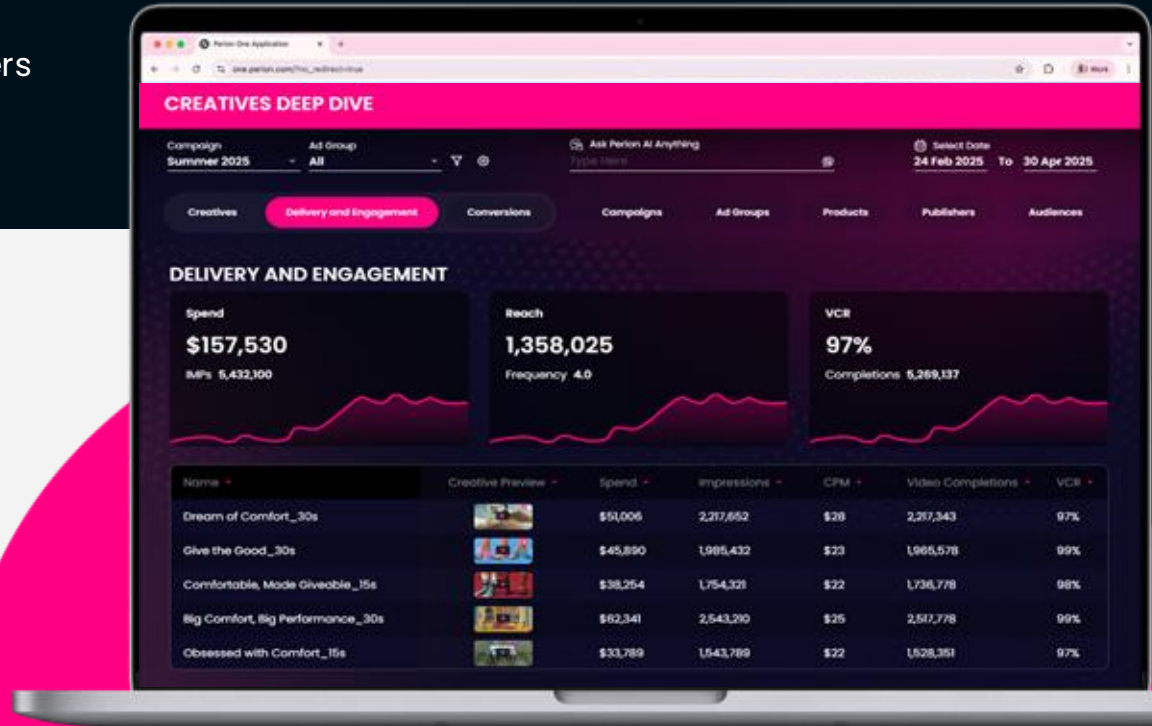 ers
Perion One Application
one.perion.com/?no_redirect=true
Work
CREATIVES DEEP DIVE
Campaign Ad Group Ask Perion AI Anything Select Date
Summer 2025 All Type Here 24 Feb 2025 To 30 Apr 2025
Creatives Delivery and Engagement Conversions Campaigns Ad Groups Products Publishers Audiences
DELIVERY AND ENGAGEMENT
Spend Reach VCR
$157,530 1,358,025 97%
IMPs 5,432,100 Frequency 4.0 Completions 5,269,137
Name Creative Preview Spend Impressions CPM Video Completions VCR
Dream of Comfort_30s $51,006 2,217,652 $28 2,217,343 97%
Give the Good_30s $45,890 1,985,432 $23 1,965,578 99%
Comfortable, Made Giveable_15s $38,254 1,754,321 $22 1,736,778 98%
Big Comfort, Big Performance_30s $62,341 2,543,210 $25 2,517,778 99%
Obsessed with Comfort_15s $33,789 1,543,789 $22 1,528,351 97%